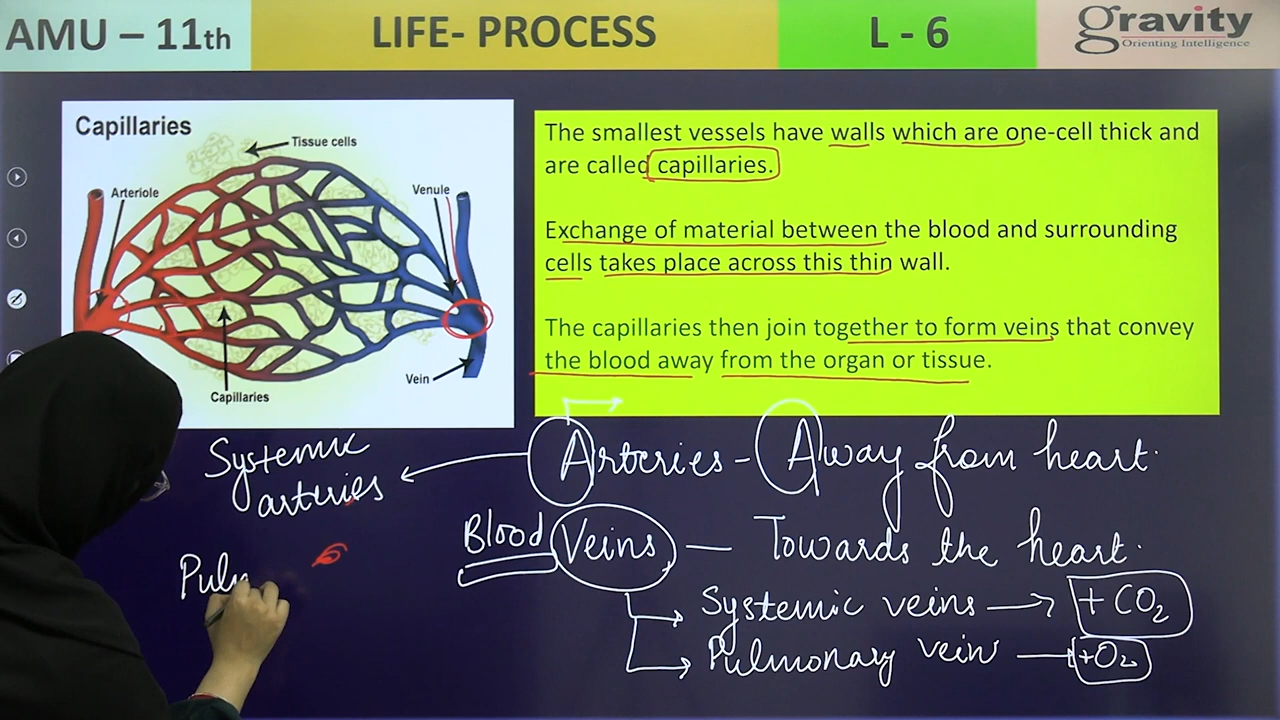 AMU – 11th
LIFE- PROCESS
L - 6
gravity
Orienting Intelligence
Capillaries
Tissue cells
Arteriole
Venule
Vein
Capillaries
The smallest vessels have walls which are one-cell thick and
are called capillaries.
Exchange of material between the blood and surrounding
cells takes place across this thin wall.
The capillaries then join together to form veins that convey
the blood away from the organ or tissue.
Systemic
arteries
Arteries - Away from heart.
Blood Veins — Towards the heart.
Pulm
Systemic veins → + CO₂
Pulmonary vein → +O₂